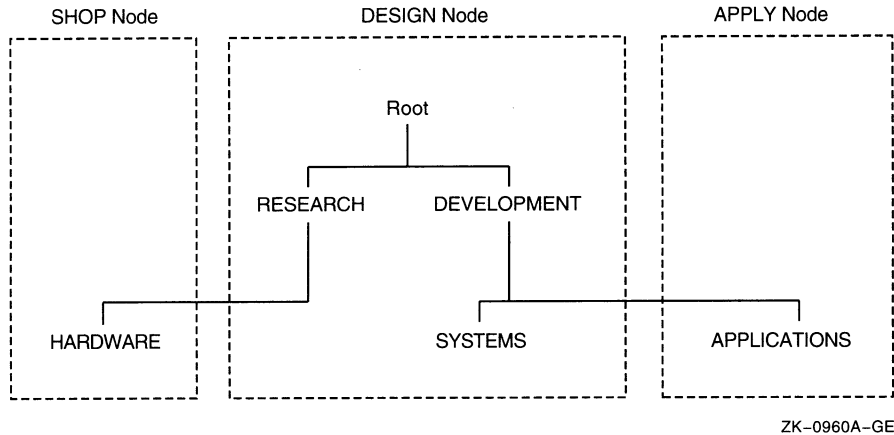 SHOP Node
DESIGN Node
APPLY Node
Root
RESEARCH
DEVELOPMENT
HARDWARE
SYSTEMS
APPLICATIONS
ZK–0960A–GE